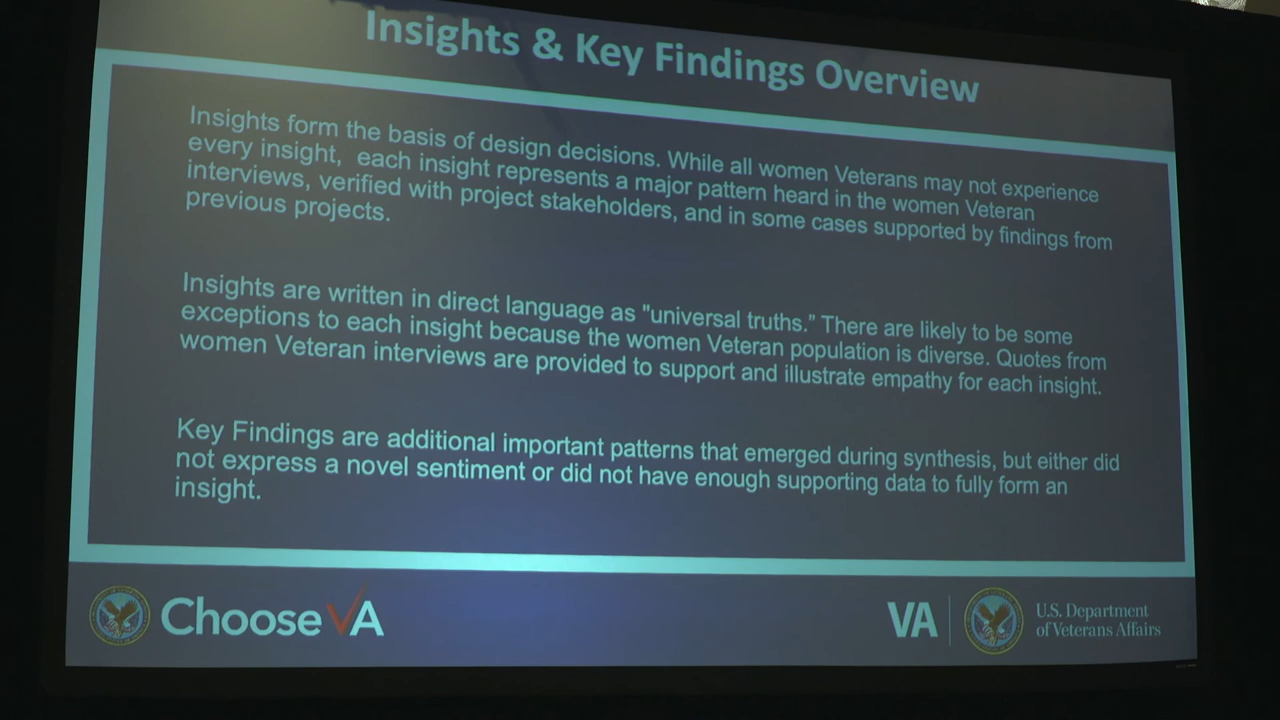 Insights & Key Findings Overview
Insights form the basis of design decisions. While all women Veterans may not experience
every insight,  each insight represents a major pattern heard in the women Veteran
interviews, verified with project stakeholders, and in some cases supported by findings from
previous projects.
Insights are written in direct language as "universal truths.” There are likely to be some
exceptions to each insight because the women Veteran population is diverse. Quotes from
women Veteran interviews are provided to support and illustrate empathy for each insight.
Key Findings are additional important patterns that emerged during synthesis, but either did
not express a novel sentiment or did not have enough supporting data to fully form an
insight.
Choose VA
VA
U.S. Department
of Veterans Affairs